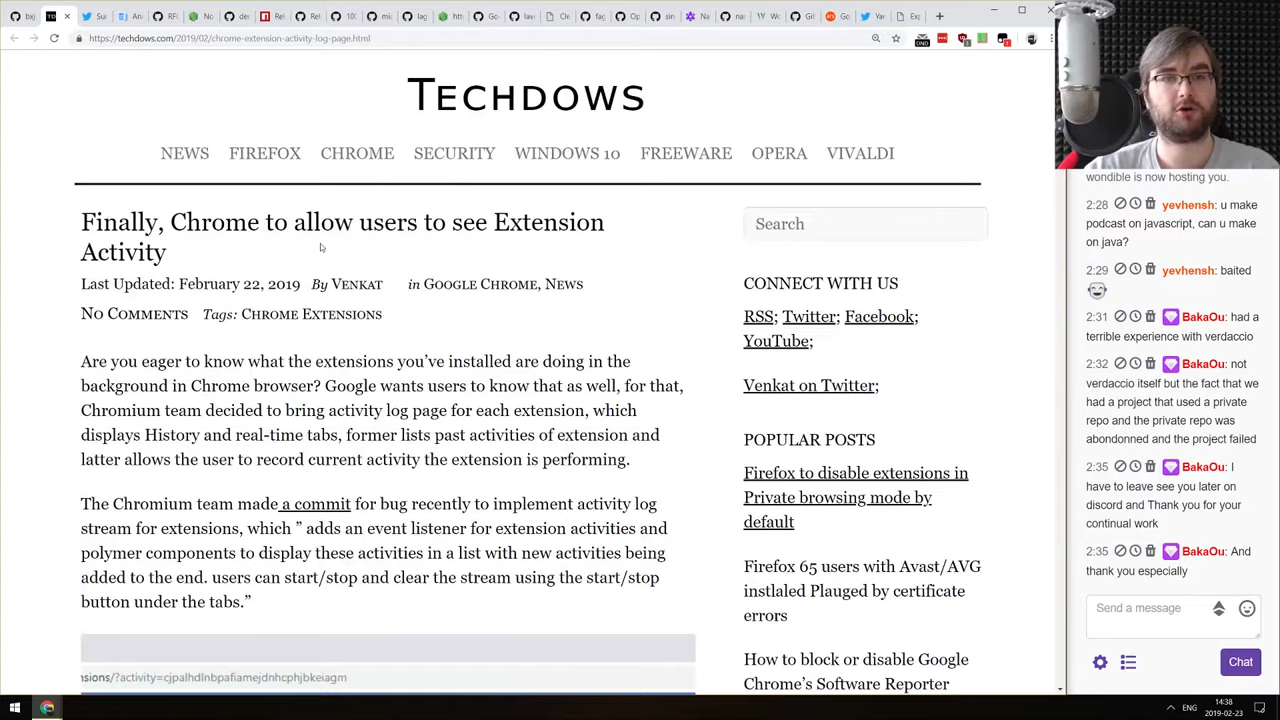 https://techdows.com/2019/02/chrome-extension-activity-log-page.html
TECHDOWS
NEWS FIREFOX CHROME SECURITY WINDOWS 10 FREEWARE OPERA VIVALDI
Finally, Chrome to allow users to see Extension
Activity
Last Updated: February 22, 2019 By VENKAT in GOOGLE CHROME, NEWS
NO COMMENTS Tags: CHROME EXTENSIONS
Are you eager to know what the extensions you’ve installed are doing in the
background in Chrome browser? Google wants users to know that as well, for that,
Chromium team decided to bring activity log page for each extension, which
displays History and real-time tabs, former lists past activities of extension and
latter allows the user to record current activity the extension is performing.
The Chromium team made a commit for bug recently to implement activity log
stream for extensions, which ” adds an event listener for extension activities and
polymer components to display these activities in a list with new activities being
added to the end. users can start/stop and clear the stream using the start/stop
button under the tabs.”
nsions/?activity=cjpalhdlnbpafiamejdnhcphjbkeiagm
Search
CONNECT WITH US
RSS; Twitter; Facebook;
YouTube;
Venkat on Twitter;
POPULAR POSTS
Firefox to disable extensions in
Private browsing mode by
default
Firefox 65 users with Avast/AVG
instlaled Plauged by certificate
errors
How to block or disable Google
Chrome’s Software Reporter
wondible is now hosting you.
2:28 yevhensh: u make
podcast on javascript, can u make
on java?
2:29 yevhensh: baited
2:31 BakaOu: had a
terrible experience with verdaccio
2:32 BakaOu: not
verdaccio itself but the fact that we
had a project that used a private
repo and the private repo was
abondonned and the project failed
2:35 BakaOu: I
have to leave see you later on
discord and Thank you for your
continual work
2:35 BakaOu: And
thank you especially
Send a message
Chat
ENG
14:38
2019-02-23